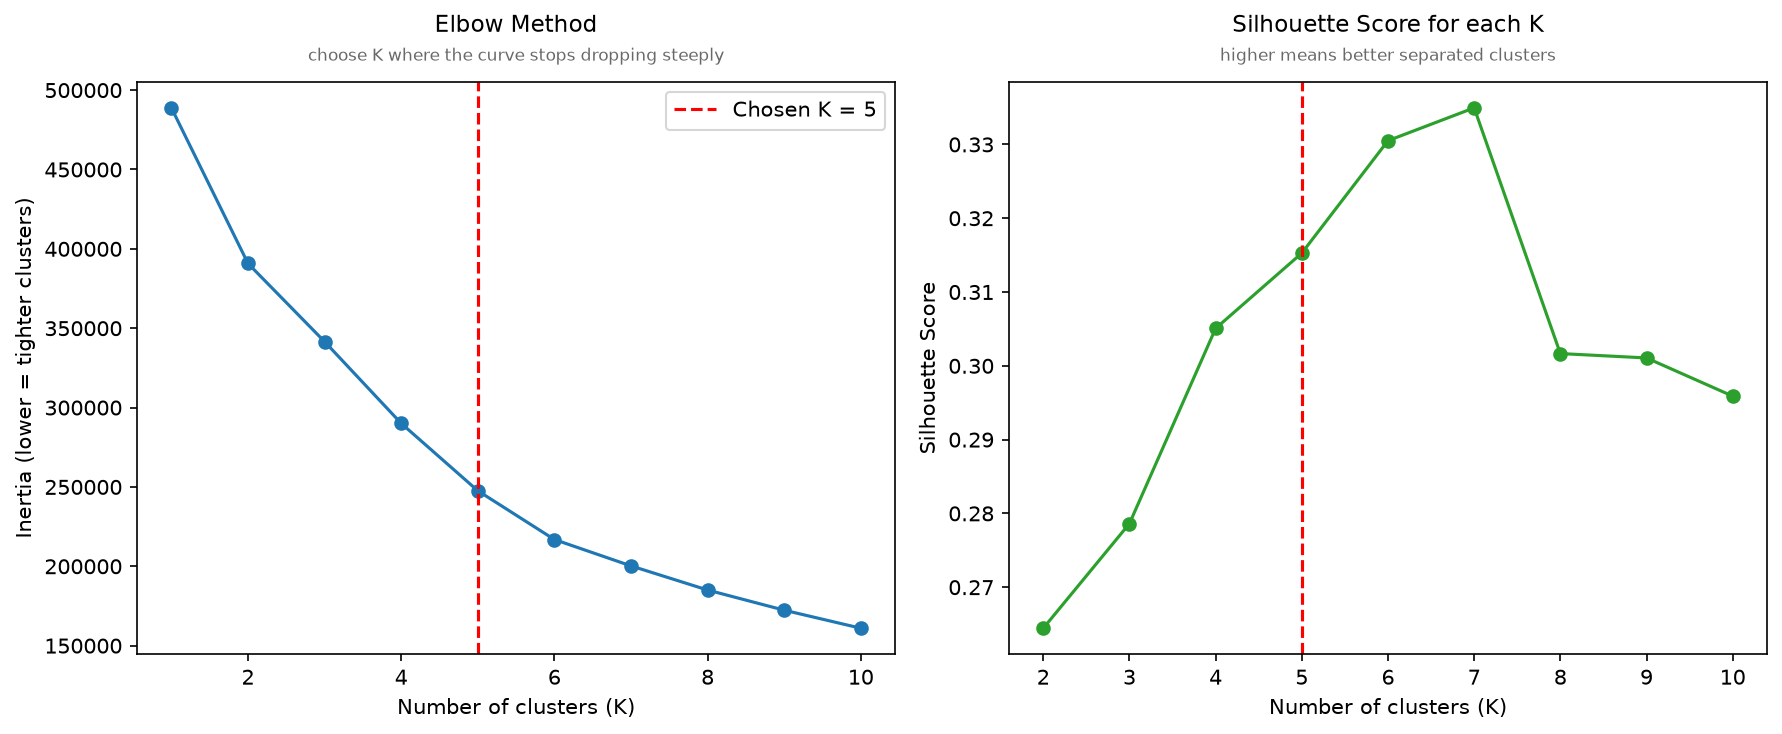 Elbow Method
choose K where the curve stops dropping steeply
Inertia (lower = tighter clusters)
500000
450000
400000
350000
300000
250000
200000
150000
Chosen K = 5
2 4 6 8 10
Number of clusters (K)
Silhouette Score for each K
higher means better separated clusters
Silhouette Score
0.33
0.32
0.31
0.30
0.29
0.28
0.27
2 3 4 5 6 7 8 9 10
Number of clusters (K)